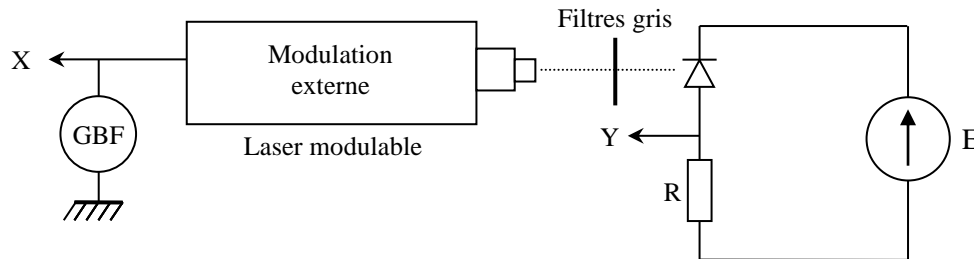 Filtres gris
X
Modulation
externe
GBF
Laser modulable
Y
R
E